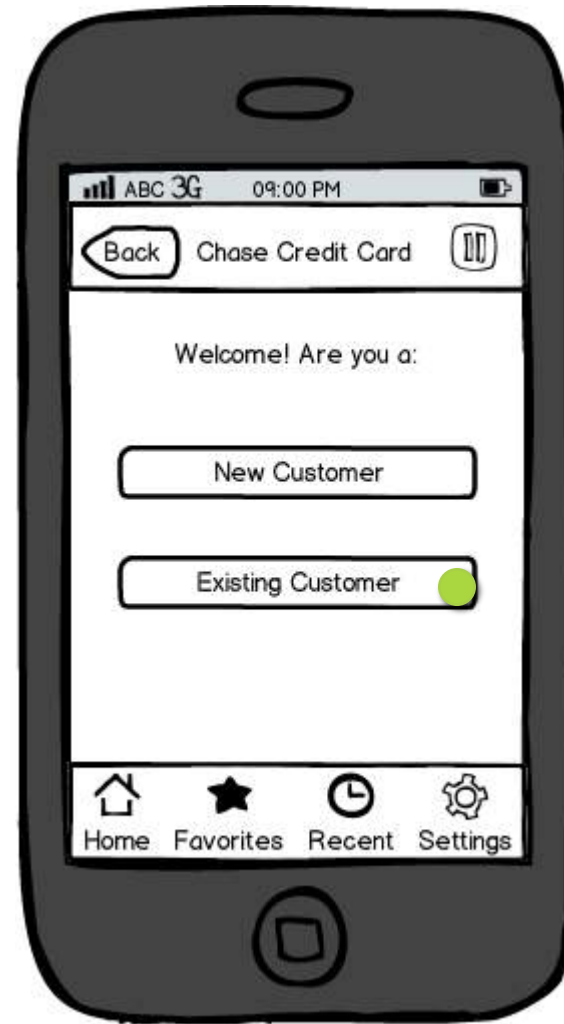 ABC 3G 09:00 PM
Back Chase Credit Card
Welcome! Are you a:
New Customer
Existing Customer
Home Favorites Recent Settings